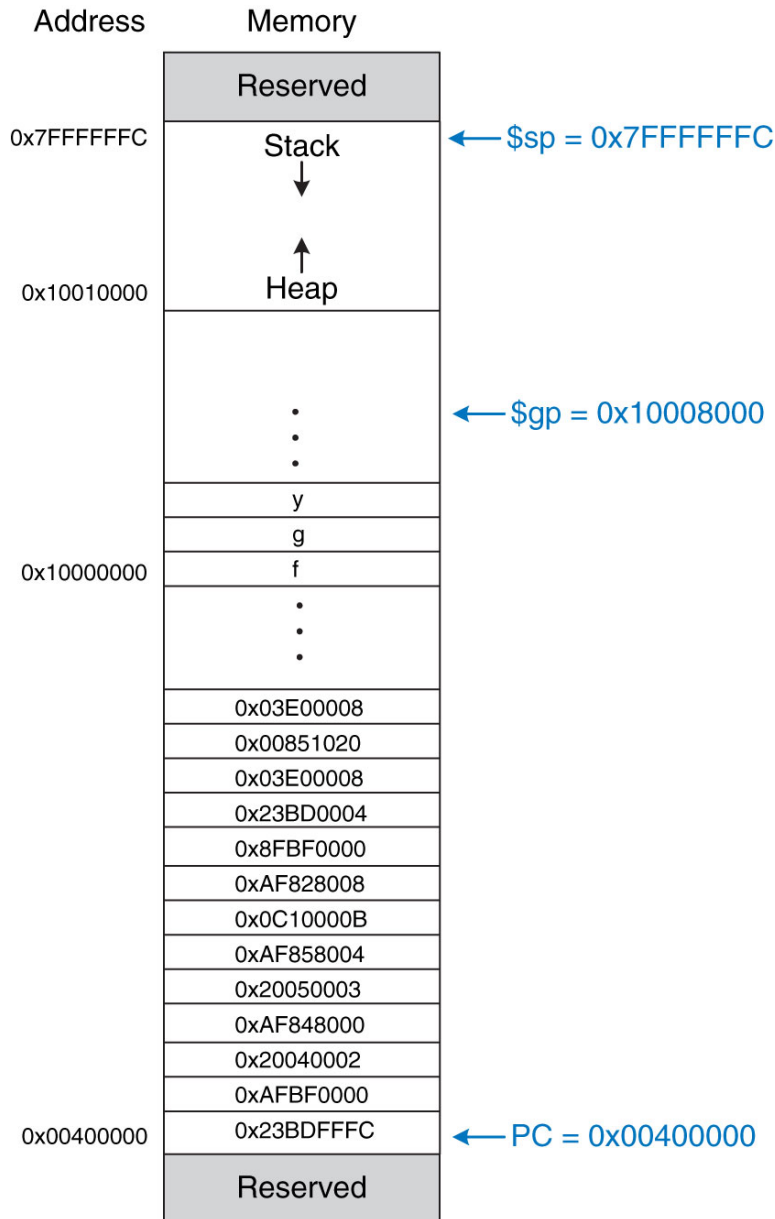 Address Memory
Reserved
0x7FFFFFFC Stack $sp = 0x7FFFFFFC
0x10010000 Heap
$gp = 0x10008000
y
g
0x10000000 f
0x03E00008
0x00851020
0x03E00008
0x23BD0004
0x8FBF0000
0xAF828008
0x0C10000B
0xAF858004
0x20050003
0xAF848000
0x20040002
0xAFBF0000
0x00400000 0x23BDFFFC PC = 0x00400000
Reserved